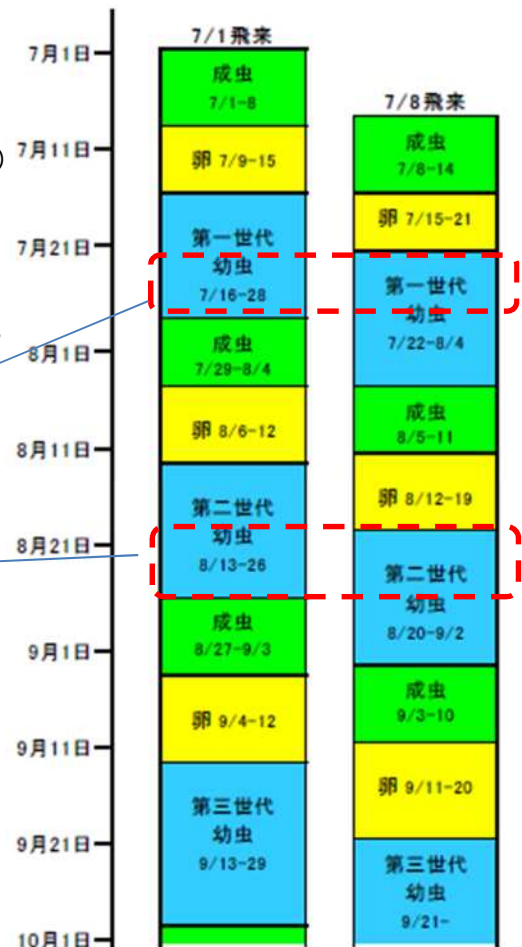 7月1日
7月11日
)
7月21日
8月1日
8月11日
8月21日
9月1日
9月11日
9月21日
10月1日
7/1飛来
成虫
7/1-8
卵 7/9-15
第一世代
幼虫
7/16-28
成虫
7/29-8/4
卵 8/6-12
第二世代
幼虫
8/13-26
成虫
8/27-9/3
卵 9/4-12
第三世代
幼虫
9/13-29
7/8飛来
成虫
7/8-14
卵 7/15-21
第一世代
幼虫
7/22-8/4
成虫
8/5-11
卵 8/12-19
第二世代
幼虫
8/20-9/2
成虫
9/3-10
卵 9/11-20
第三世代
幼虫
9/21-